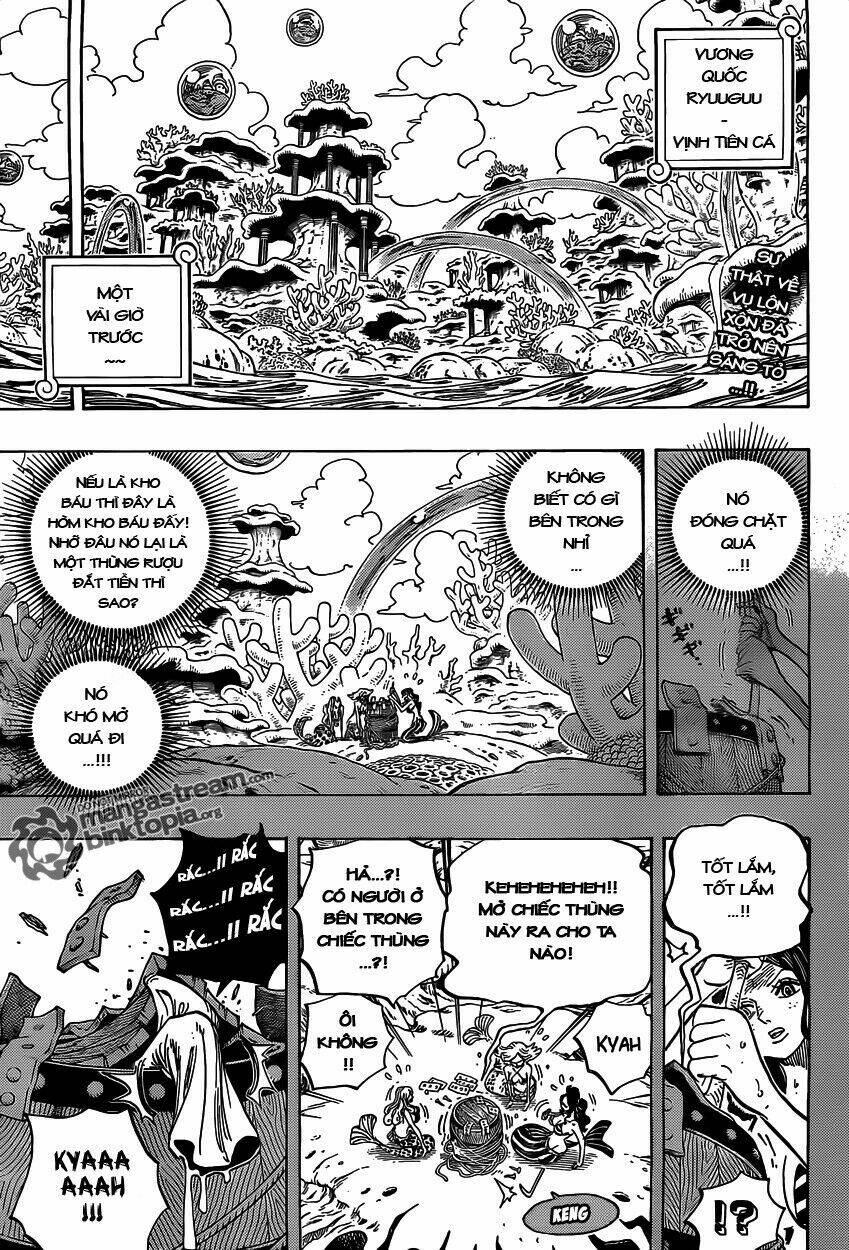 VƯƠNG
QUỐC
RYUUGUU
-
VỊNH TIÊN CÁ
SỰ
THẬT VỀ
VỤ LỘN
XỘN ĐÃ
TRỞ NÊN
SÁNG TỎ
...!!
MỘT
VÀI GIỜ
TRƯỚC
~~
NÓ
ĐÓNG CHẶT
QUÁ
...!!
KHÔNG
BIẾT CÓ GÌ
BÊN TRONG
NHỈ
...
NẾU LÀ KHO
BÁU THÌ ĐÂY LÀ
HÒM KHO BÁU ĐẤY!
NHỠ ĐÂU NÓ LẠI LÀ
MỘT THÙNG RƯỢU
ĐẮT TIỀN THÌ
SAO?
NÓ
KHÓ MỞ
QUÁ ĐI
...!!!
ギギギ
mangastream.com
binktopia.org
TỐT LẮM,
TỐT LẮM
...!!
!?
KEHEHEHEHEH!!
MỞ CHIẾC THÙNG
NÀY RA CHO TA
NÀO!
HẢ...?!
CÓ NGƯỜI Ở
BÊN TRONG
CHIẾC THÙNG
...?!
KYAH
ÔI
KHÔNG
!!
KENG
RẮC...!! RẮC
RẮC...!! RẮC
RẮC...!! RẮC
KYAAA
AAAH
!!!